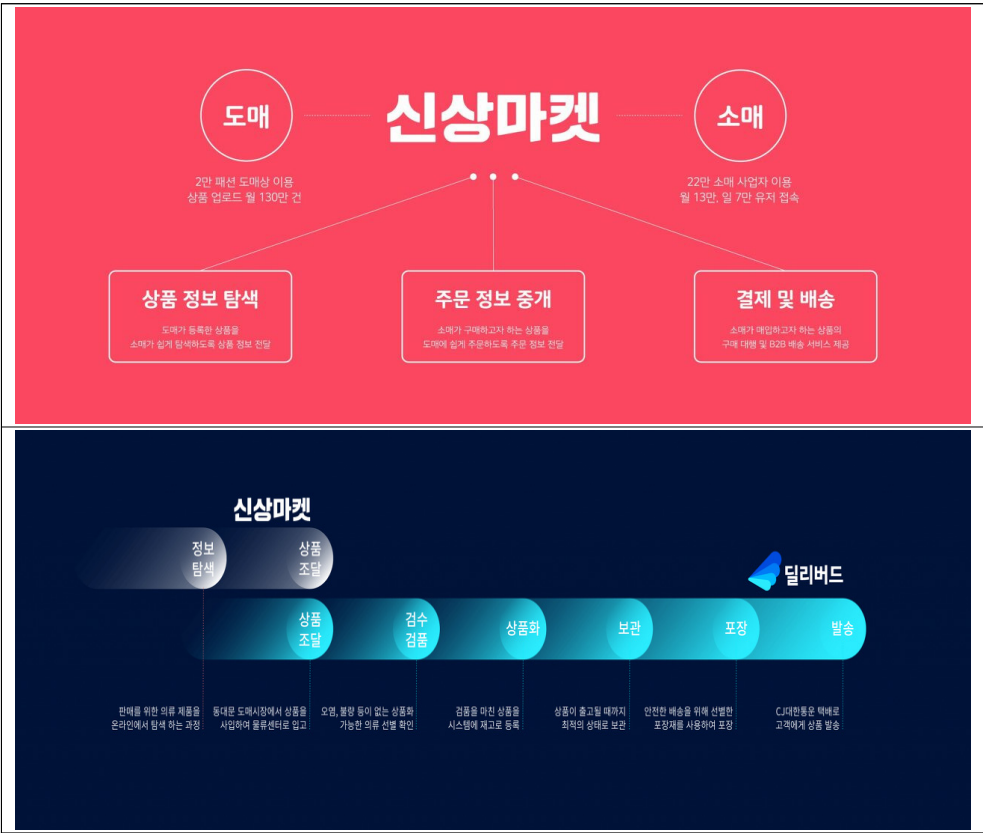 도매
신상마켓
소매
2만 패션 도매상 이용
상품 업로드 월 130만 건
22만 소매 사업자 이용
월 13만, 일 7만 유저 접속
상품 정보 탐색
도매가 등록한 상품을
소매가 쉽게 탐색하도록 상품 정보 전달
주문 정보 중개
소매가 구매하고자 하는 상품을
도매에 쉽게 주문하도록 주문 정보 전달
결제 및 배송
소매가 매입하고자 하는 상품의
구매 대행 및 B2B 배송 서비스 제공
신상마켓
정보
탐색
상품
조달
딜리버드
상품
조달
검수
검품
상품화
보관
포장
발송
판매를 위한 의류 제품을
온라인에서 탐색 하는 과정
동대문 도매시장에서 상품을
사입하여 물류센터로 입고
오염, 불량 등이 없는 상품화
가능한 의류 선별 확인
검품을 마친 상품을
시스템에 재고로 등록
상품이 출고될 때까지
최적의 상태로 보관
안전한 배송을 위해 선별한
포장재를 사용하여 포장
CJ대한통운 택배로
고객에게 상품 발송